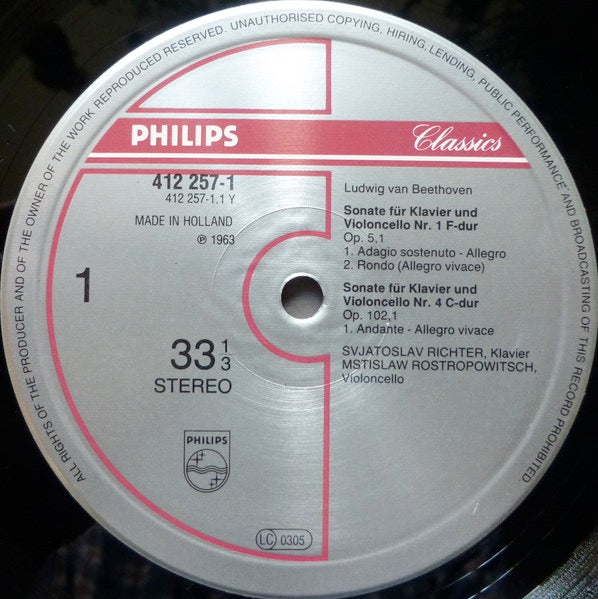 ALL RIGHTS OF THE PRODUCER AND OF THE OWNER OF THE WORK REPRODUCED RESERVED. UNAUTHORISED COPYING, HIRING, LENDING, PUBLIC PERFORMANCE AND BROADCASTING OF THIS RECORD PROHIBITED.
PHILIPS
Classics
412 257-1
412 257-1.1 Y
MADE IN HOLLAND
℗ 1963
1
33 1/3
STEREO
PHILIPS
LC 0305
Ludwig van Beethoven
Sonate für Klavier und
Violoncello Nr. 1 F-dur
Op. 5,1
1. Adagio sostenuto - Allegro
2. Rondo (Allegro vivace)
Sonate für Klavier und
Violoncello Nr. 4 C-dur
Op. 102,1
1. Andante - Allegro vivace
SVJATOSLAV RICHTER, Klavier
MSTISLAW ROSTROPOWITSCH,
Violoncello